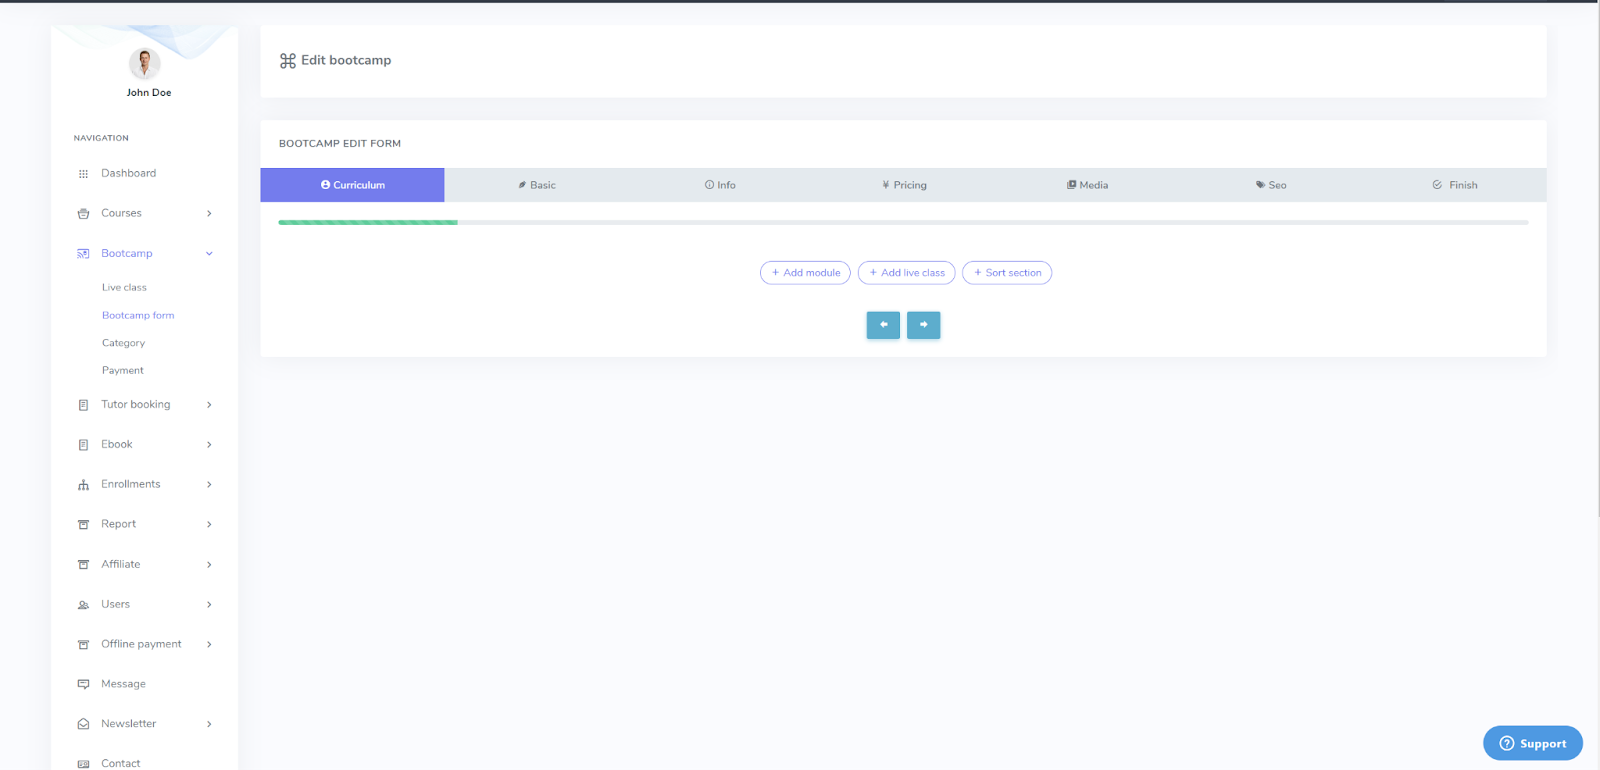 John Doe
NAVIGATION
Dashboard
Courses
Bootcamp
Live class
Bootcamp form
Category
Payment
Tutor booking
Ebook
Enrollments
Report
Affiliate
Users
Offline payment
Message
Newsletter
Contact
Edit bootcamp
BOOTCAMP EDIT FORM
Curriculum Basic Info Pricing Media Seo Finish
+ Add module + Add live class + Sort section
Support